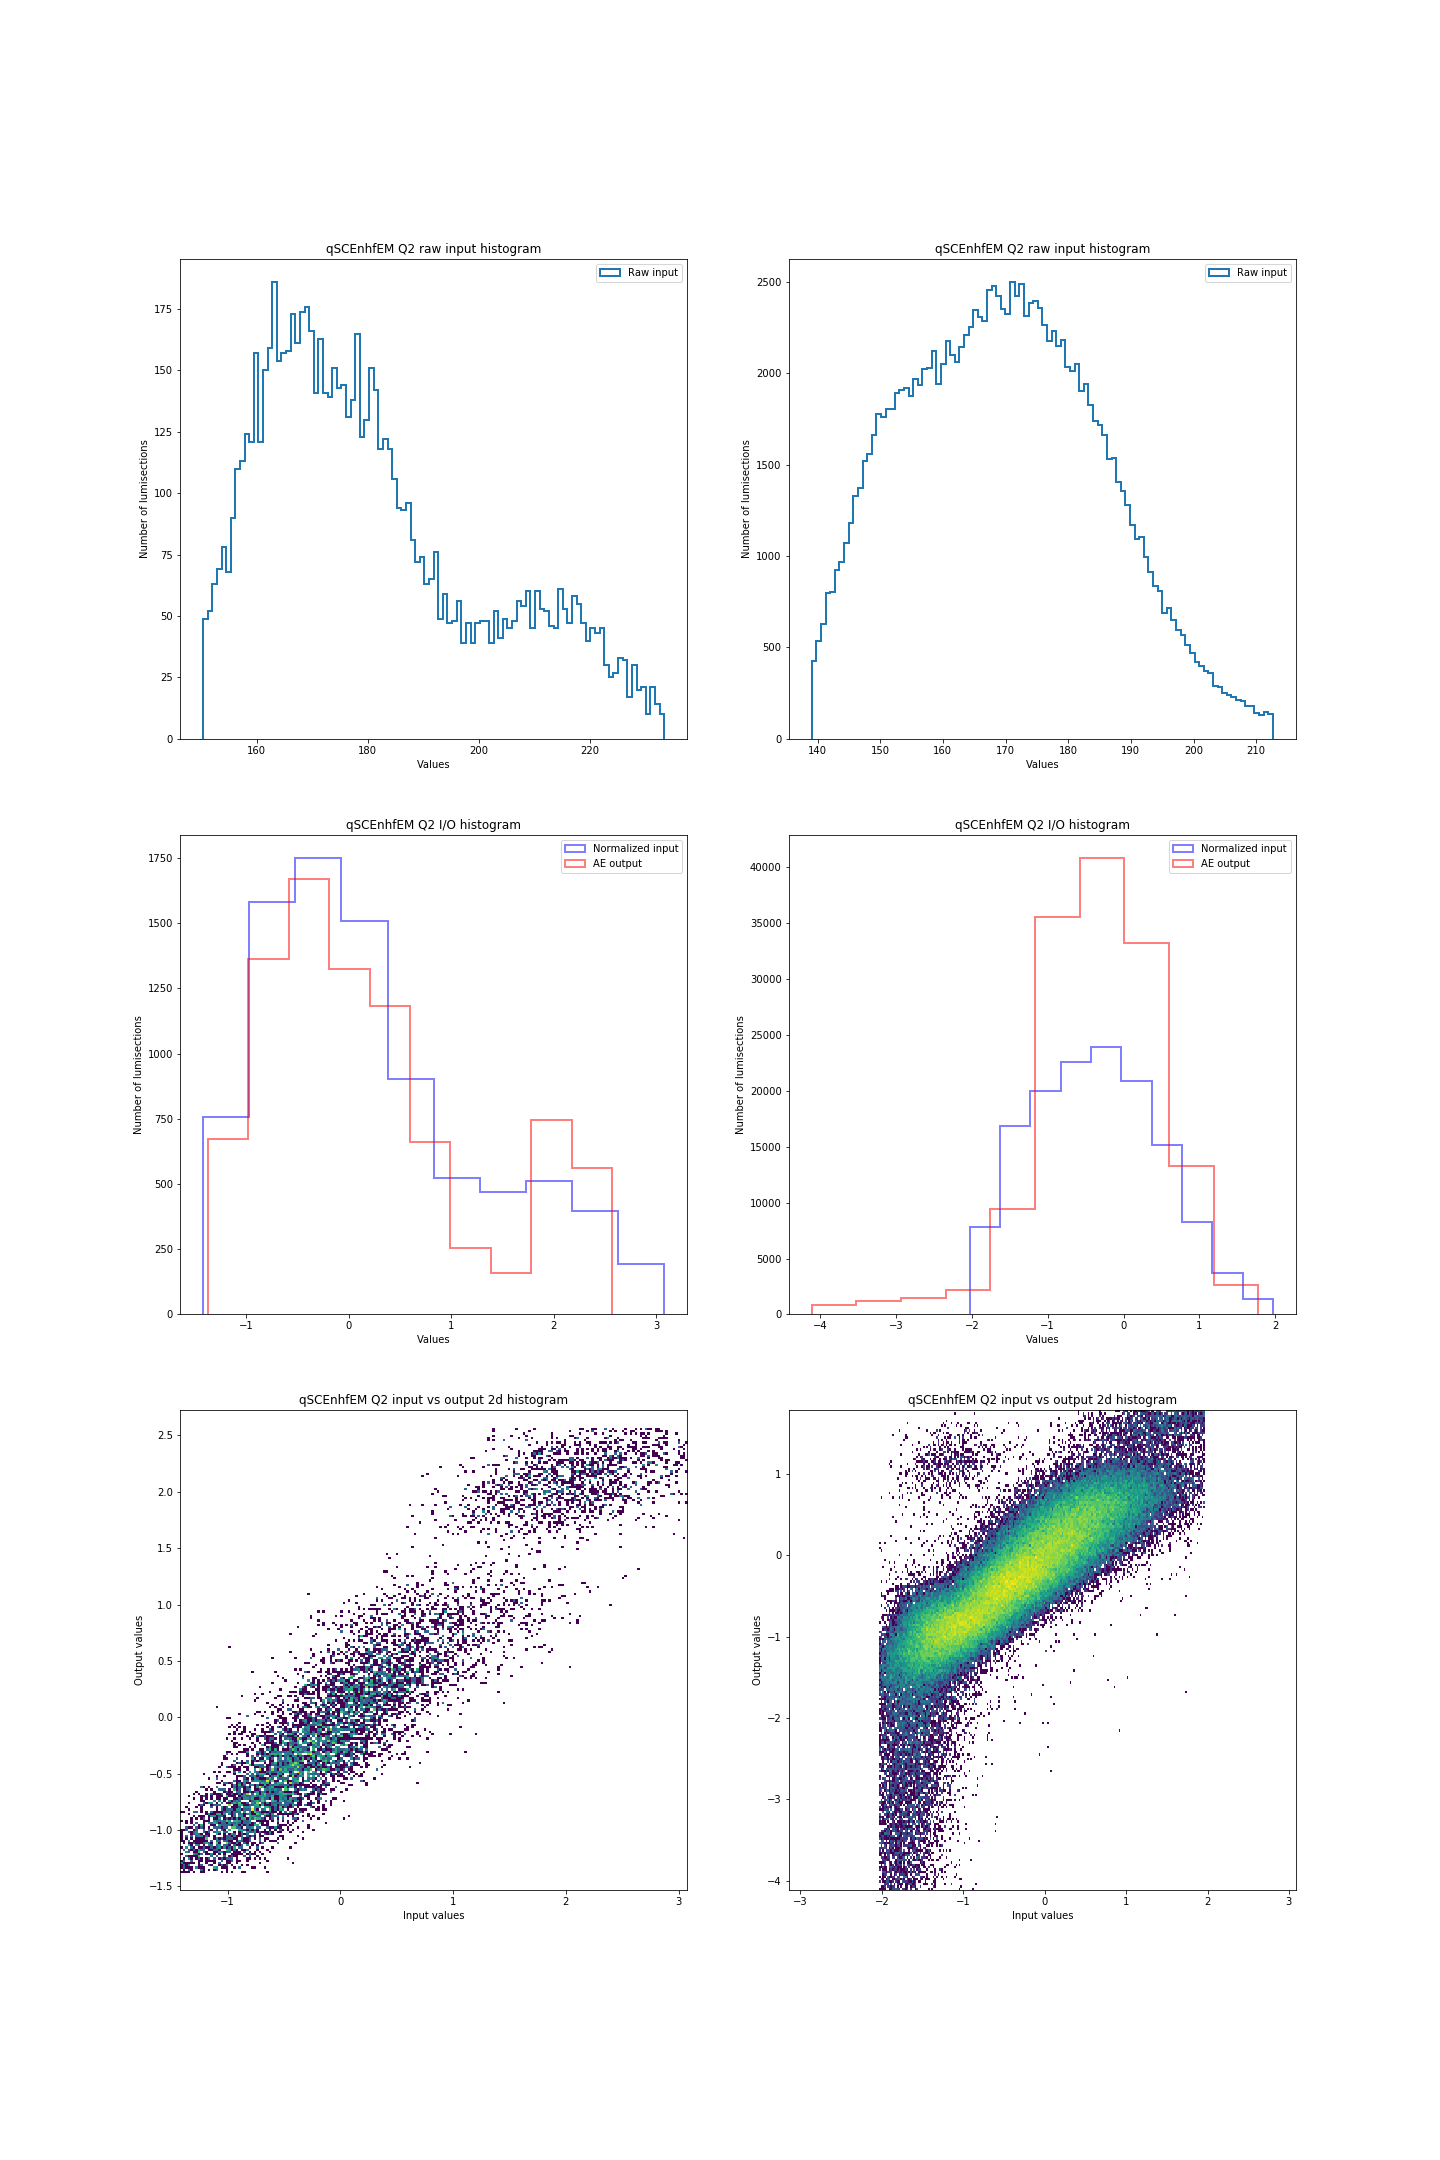 qSCEnhfEM Q2 raw input histogram
Raw input
175
150
125
100
75
50
25
0
Number of lumisections
160 180 200 220
Values
qSCEnhfEM Q2 raw input histogram
Raw input
2500
2000
1500
1000
500
0
Number of lumisections
140 150 160 170 180 190 200 210
Values
qSCEnhfEM Q2 I/O histogram
Normalized input
AE output
1750
1500
1250
1000
750
500
250
0
Number of lumisections
−1 0 1 2 3
Values
qSCEnhfEM Q2 I/O histogram
Normalized input
AE output
40000
35000
30000
25000
20000
15000
10000
5000
0
Number of lumisections
−4 −3 −2 −1 0 1 2
Values
qSCEnhfEM Q2 input vs output 2d histogram
2.5
2.0
1.5
1.0
0.5
0.0
−0.5
−1.0
−1.5
Output values
−1 0 1 2 3
Input values
qSCEnhfEM Q2 input vs output 2d histogram
1
0
−1
−2
−3
−4
Output values
−3 −2 −1 0 1 2 3
Input values